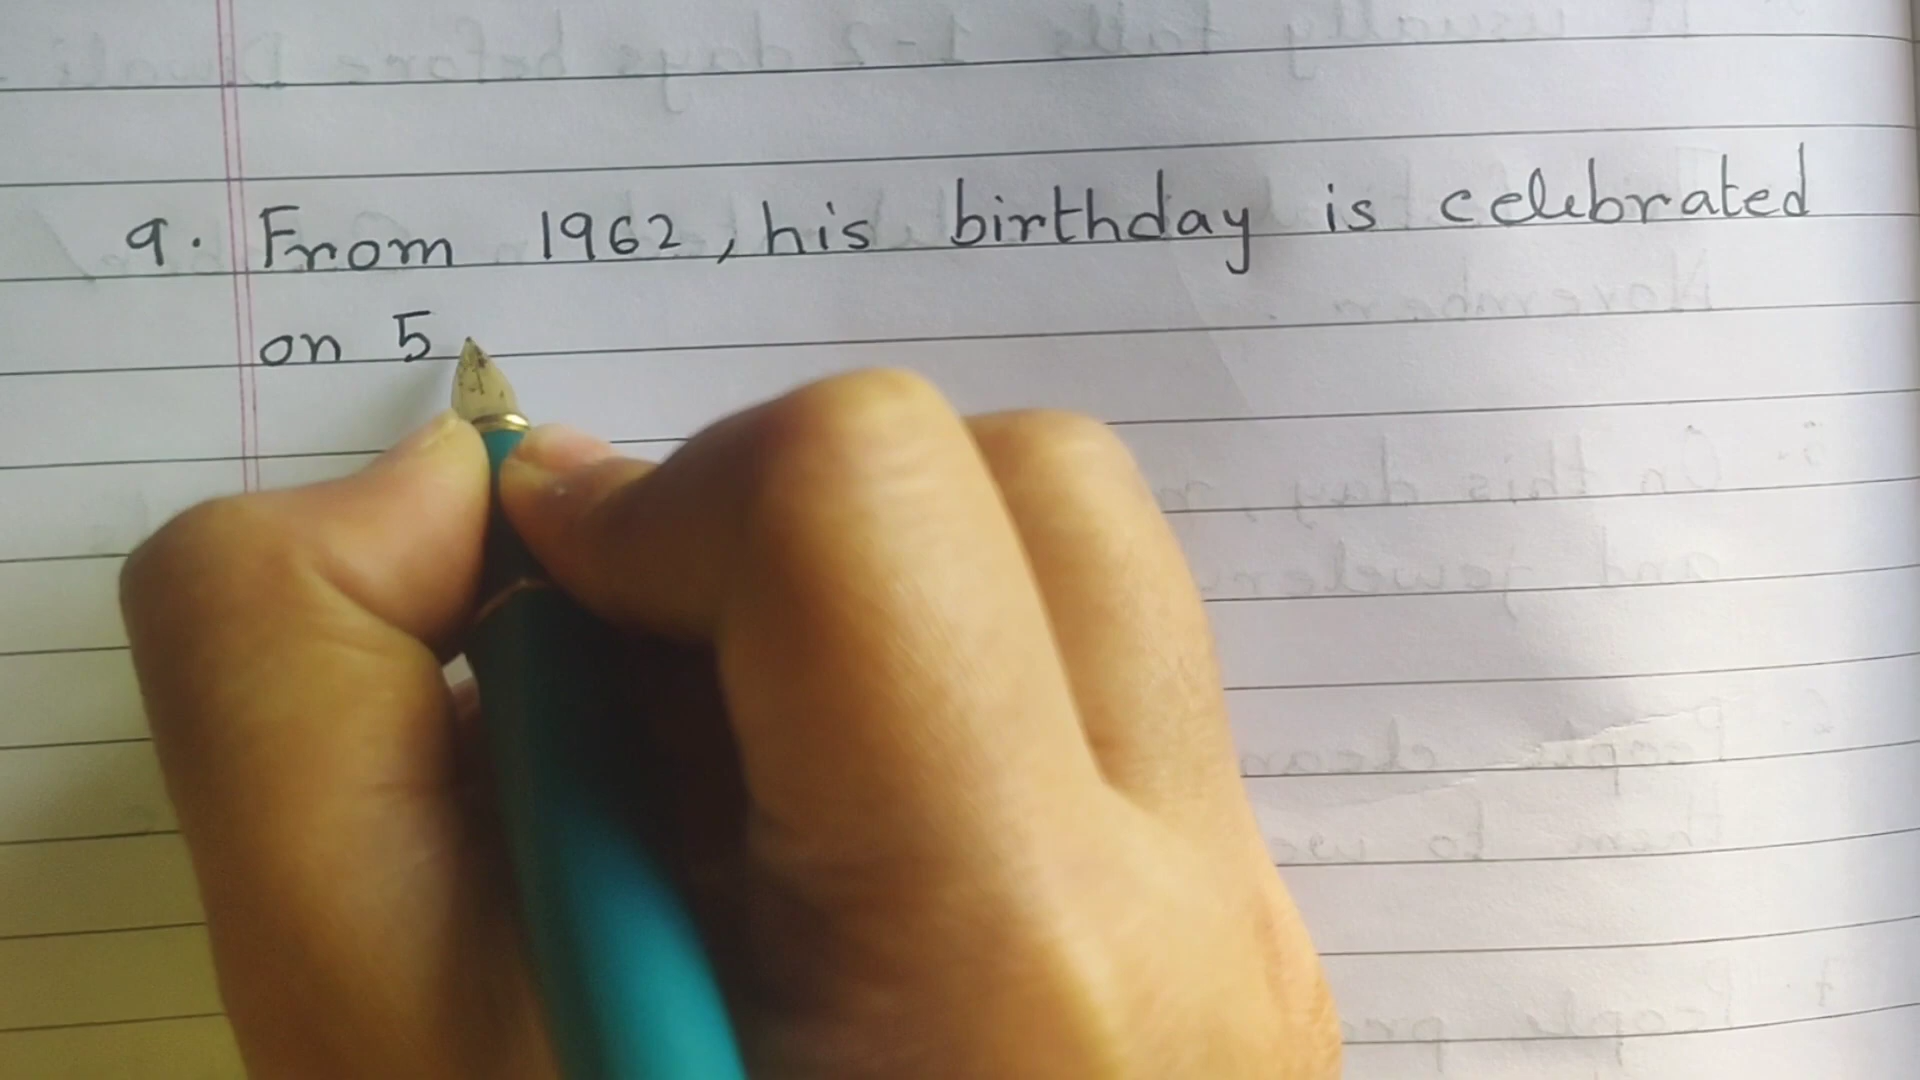 9. From 1962, his birthday is celebrated
on 5